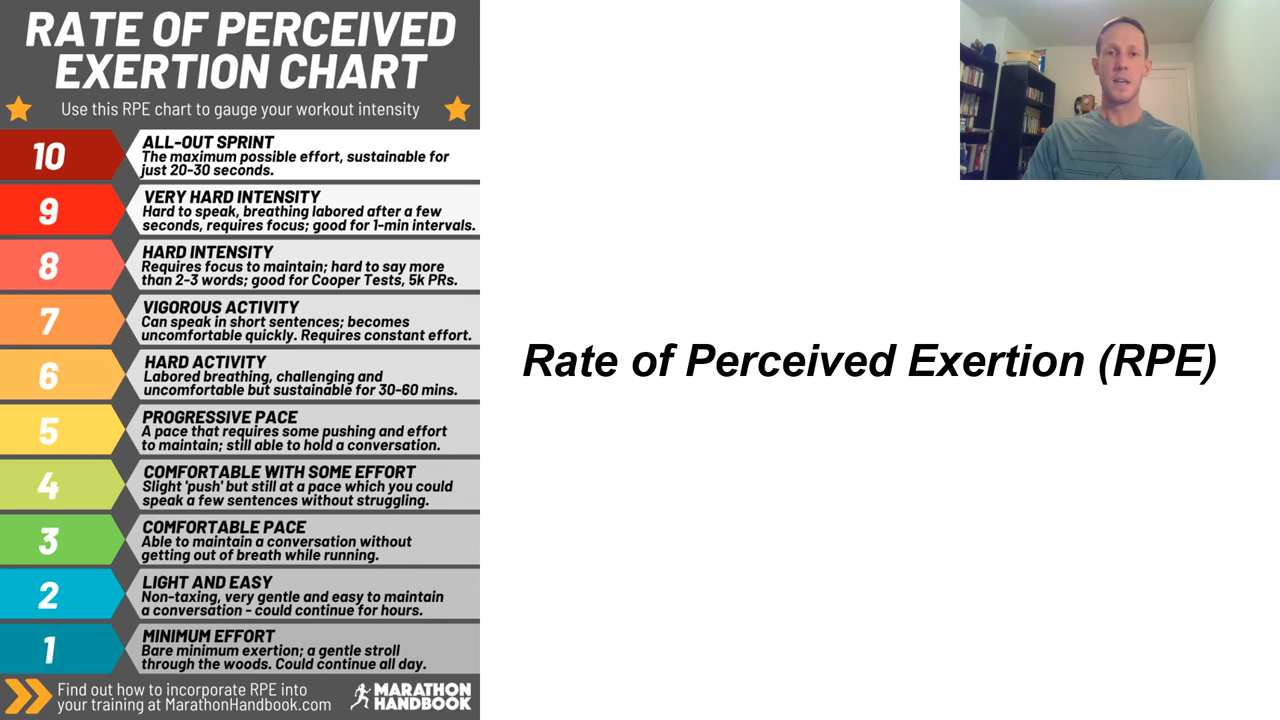 RATE OF PERCEIVED
EXERTION CHART
Use this RPE chart to gauge your workout intensity
10
ALL-OUT SPRINT
The maximum possible effort, sustainable for
just 20-30 seconds.
9
VERY HARD INTENSITY
Hard to speak, breathing labored after a few
seconds, requires focus; good for 1-min intervals.
8
HARD INTENSITY
Requires focus to maintain; hard to say more
than 2-3 words; good for Cooper Tests, 5k PRs.
7
VIGOROUS ACTIVITY
Can speak in short sentences; becomes
uncomfortable quickly. Requires constant effort.
6
HARD ACTIVITY
Labored breathing, challenging and
uncomfortable but sustainable for 30-60 mins.
5
PROGRESSIVE PACE
A pace that requires some pushing and effort
to maintain; still able to hold a conversation.
4
COMFORTABLE WITH SOME EFFORT
Slight 'push' but still at a pace which you could
speak a few sentences without struggling.
3
COMFORTABLE PACE
Able to maintain a conversation without
getting out of breath while running.
2
LIGHT AND EASY
Non-taxing, very gentle and easy to maintain
a conversation - could continue for hours.
1
MINIMUM EFFORT
Bare minimum exertion; a gentle stroll
through the woods. Could continue all day.
Find out how to incorporate RPE into
your training at MarathonHandbook.com
MARATHON
HANDBOOK
Rate of Perceived Exertion (RPE)